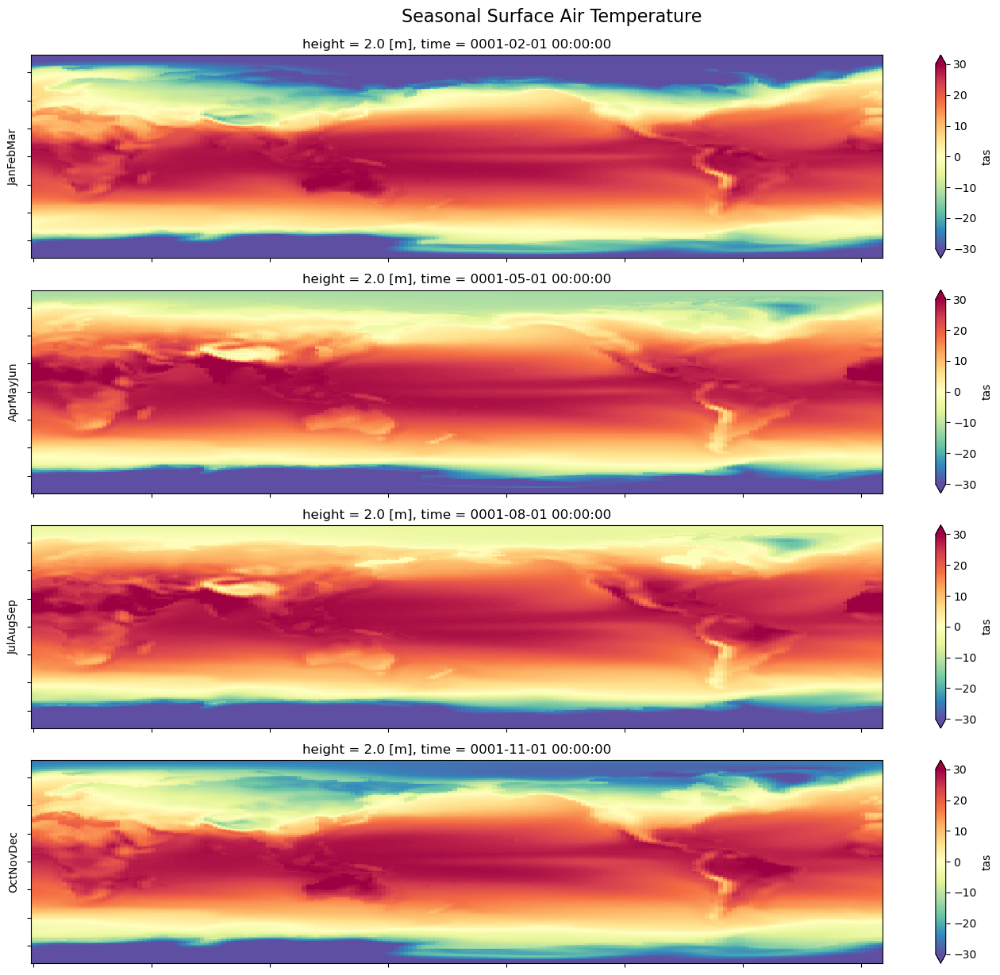 Seasonal Surface Air Temperature
height = 2.0 [m], time = 0001-02-01 00:00:00
JanFebMar
30
20
10
0
−10
−20
−30
tas
height = 2.0 [m], time = 0001-05-01 00:00:00
AprMayJun
30
20
10
0
−10
−20
−30
tas
height = 2.0 [m], time = 0001-08-01 00:00:00
JulAugSep
30
20
10
0
−10
−20
−30
tas
height = 2.0 [m], time = 0001-11-01 00:00:00
OctNovDec
30
20
10
0
−10
−20
−30
tas